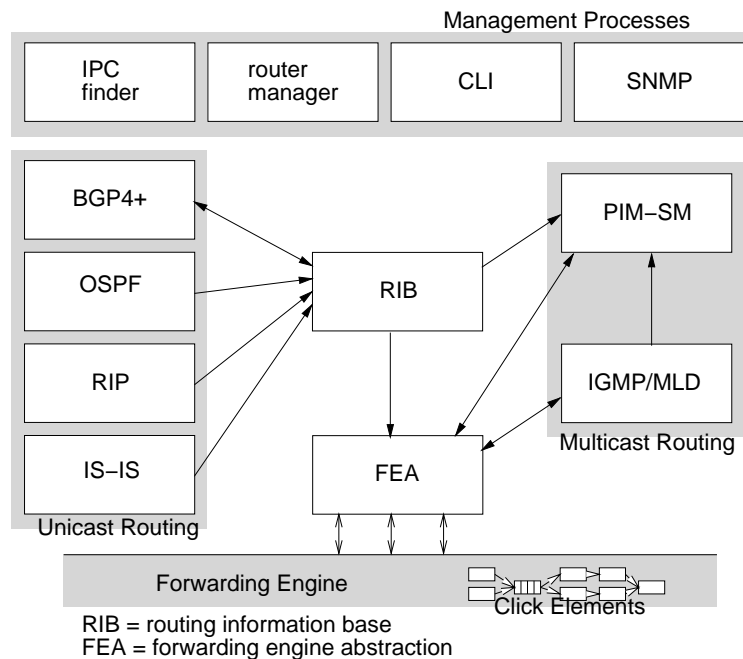 Management Processes
IPC
finder
router
manager
CLI
SNMP
BGP4+
OSPF
RIP
IS−IS
Unicast Routing
RIB
FEA
PIM−SM
IGMP/MLD
Multicast Routing
Forwarding Engine
Click Elements
RIB = routing information base
FEA = forwarding engine abstraction